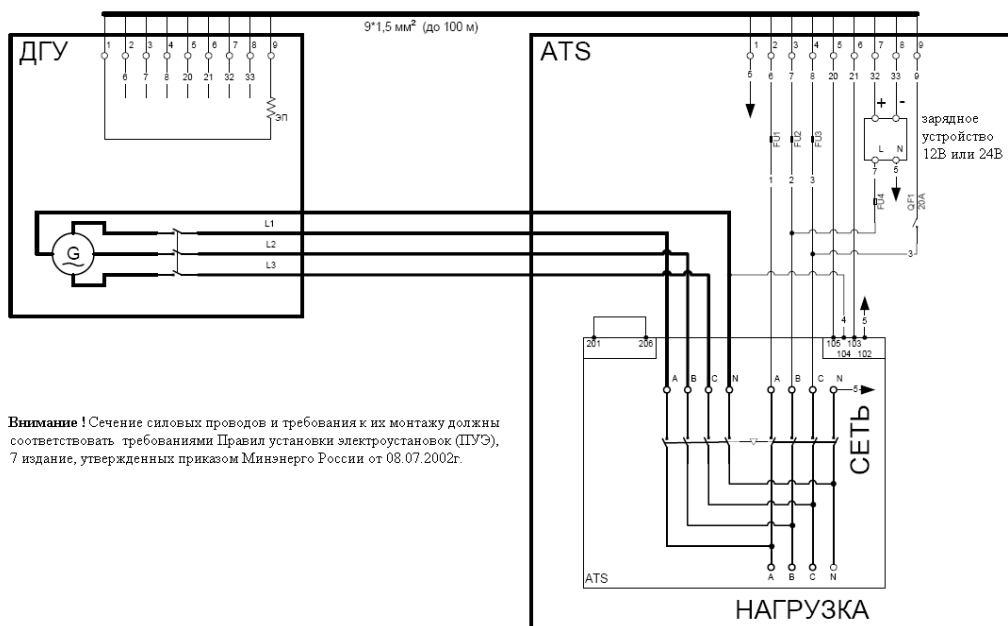 9*1,5 мм² (до 100 м)
ДГУ
1 2 3 4 5 6 7 8 9
6 7 8 20 21 32 33
ЭП
ATS
1 2 3 4 5 6 7 8 9
5 6 7 8 20 21 32 33 9
+ -
зарядное
устройство
12В или 24В
L N
7 5
FU1 FU2 FU3
FU4
QF1
20A
1 2 3
3
G
L1
L2
L3
4 5
201 206
105 103
104 102
A B C N A B C N
5
СЕТЬ
Внимание ! Сечение силовых проводов и требования к их монтажу должны
соответствовать требованиями Правил установки электроустановок (ПУЭ),
7 издание, утвержденных приказом Минэнерго России от 08.07.2002г.
ATS
A B C N
НАГРУЗКА